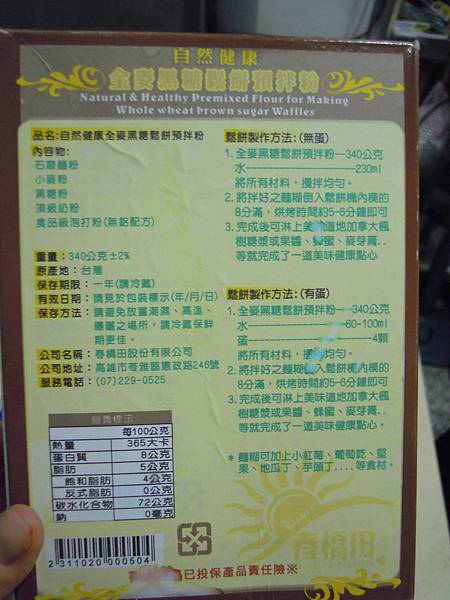 自然健康
全麥黑糖鬆餅預拌粉
Natural & Healthy Premixed Flour for Making
Whole wheat brown sugar Waffles
品名:自然健康全麥黑糖鬆餅預拌粉
內容物:
石磨麵粉
小麥粉
黑糖粉
頂級奶粉
食品級泡打粉(無鋁配方)
重量：340公克±2%
原產地：台灣
保存期限：一年(請冷藏)
有效日期：請見於包裝標示(年/月/日)
保存方法：請避免放置潮濕、高溫、
曝曬之場所，請冷藏保鮮
期更佳。
公司名稱：春橋田股份有限公司
公司地址：高雄市苓雅區憲政路246號
服務電話：(07)229-0525
營養標示
每100公克
熱量 365大卡
蛋白質 8公克
脂肪 5公克
飽和脂肪 4公克
反式脂肪 0公克
碳水化合物 72公克
鈉 0毫克
2 311020 000504
鬆餅製作方法:(無蛋)
1.全麥黑糖鬆餅預拌粉--340公克
水----------------230ml
將所有材料，攪拌均勻。
2.將拌好之麵糊倒入鬆餅機內模的
8分滿，烘烤時間約5-6分鐘即可
3.完成後可淋上美味道地加拿大楓
樹糖漿或果醬、蜂蜜、麥芽膏..
等就完成了一道美味健康點心
鬆餅製作方法:(有蛋)
1.全麥黑糖鬆餅預拌粉--340公克
水----------------80-100ml
蛋----------------4顆
將所有材料，攪拌均勻。
2.將拌好之麵糊倒入鬆餅機內模的
8分滿，烘烤時間約5-6分鐘即可
3.完成後可淋上美味道地加拿大楓
樹糖漿或果醬、蜂蜜、麥芽膏..
等就完成了一道美味健康點心。
*麵糊可加上小紅莓、葡萄乾、堅
果、地瓜丁、芋頭丁....等食材。
春橋田
已投保產品責任險※